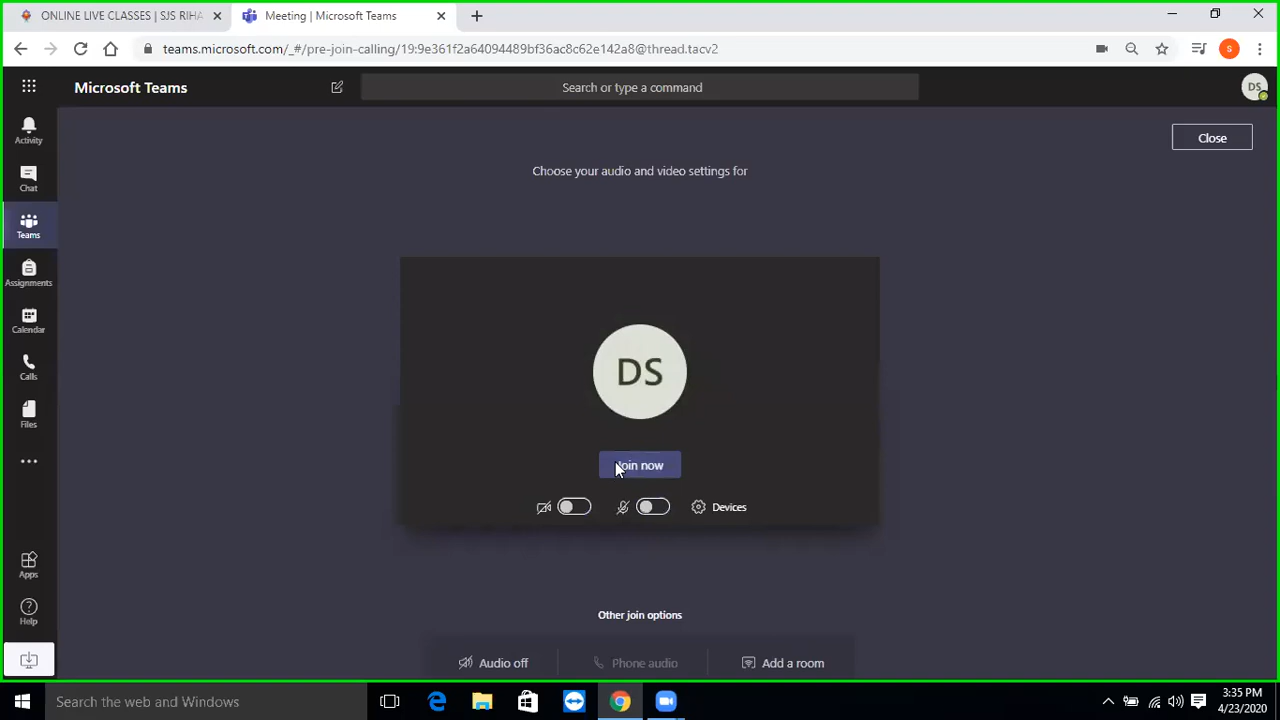 ONLINE LIVE CLASSES | SJS RIHA
Meeting | Microsoft Teams
teams.microsoft.com/_#/pre-join-calling/19:9e361f2a64094489bf36ac8c62e142a8@thread.tacv2
S
Microsoft Teams
Search or type a command
DS
Activity
Chat
Teams
Assignments
Calendar
Calls
Files
Apps
Help
Close
Choose your audio and video settings for
DS
Join now
Devices
Other join options
Audio off
Phone audio
Add a room
Search the web and Windows
3:35 PM
4/23/2020